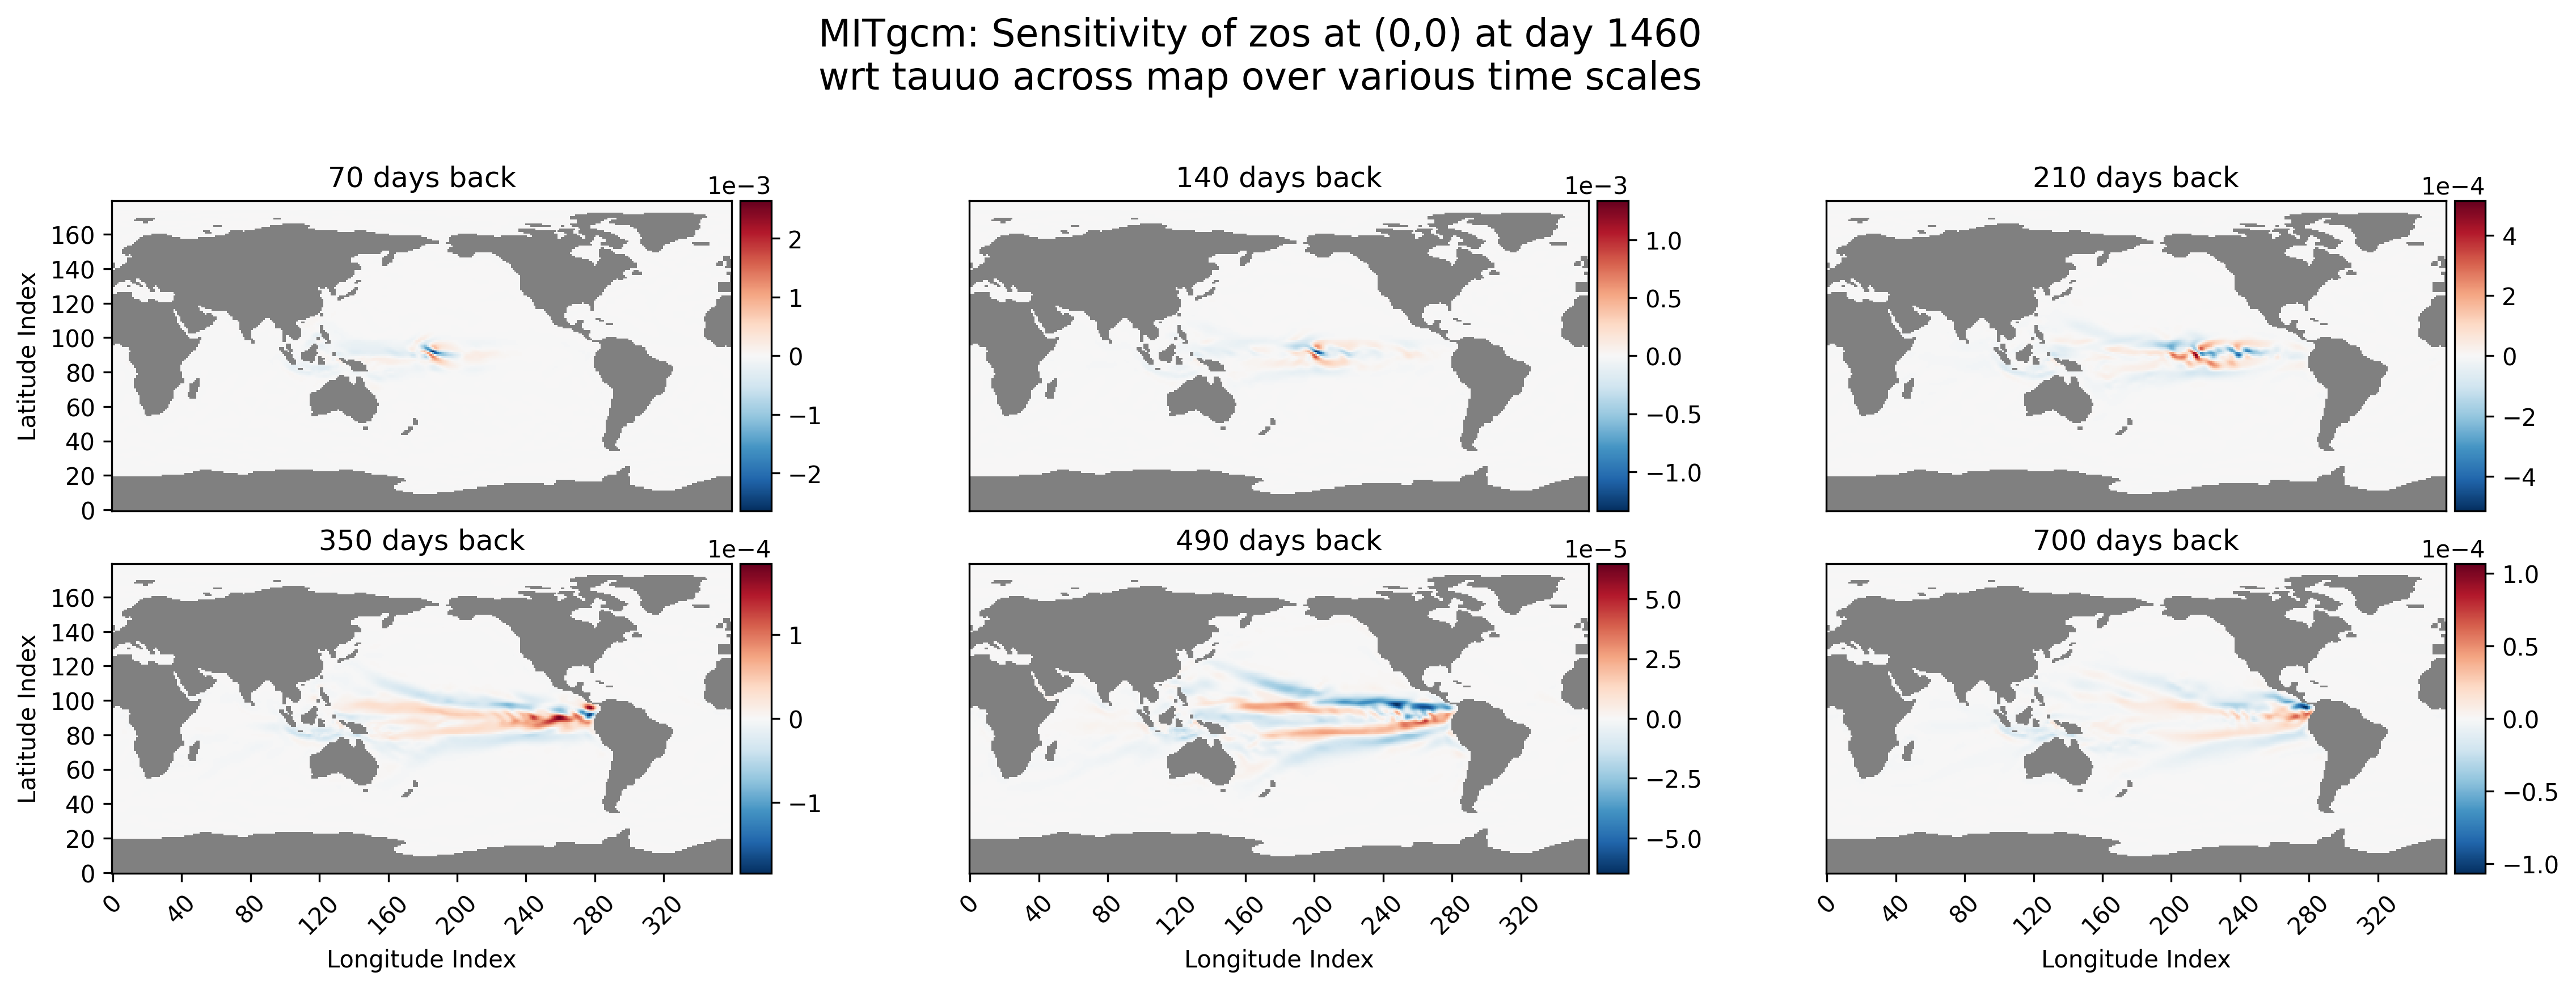 MITgcm: Sensitivity of zos at (0,0) at day 1460
wrt tauuo across map over various time scales
70 days back
1e−3
140 days back
1e−3
210 days back
1e−4
Latitude Index
160
140
120
100
80
60
40
20
0
2
1
0
−1
−2
1.0
0.5
0.0
−0.5
−1.0
4
2
0
−2
−4
350 days back
1e−4
490 days back
1e−5
700 days back
1e−4
Latitude Index
160
140
120
100
80
60
40
20
0
1
0
−1
5.0
2.5
0.0
−2.5
−5.0
1.0
0.5
0.0
−0.5
−1.0
0 40 80 120 160 200 240 280 320
0 40 80 120 160 200 240 280 320
0 40 80 120 160 200 240 280 320
Longitude Index
Longitude Index
Longitude Index